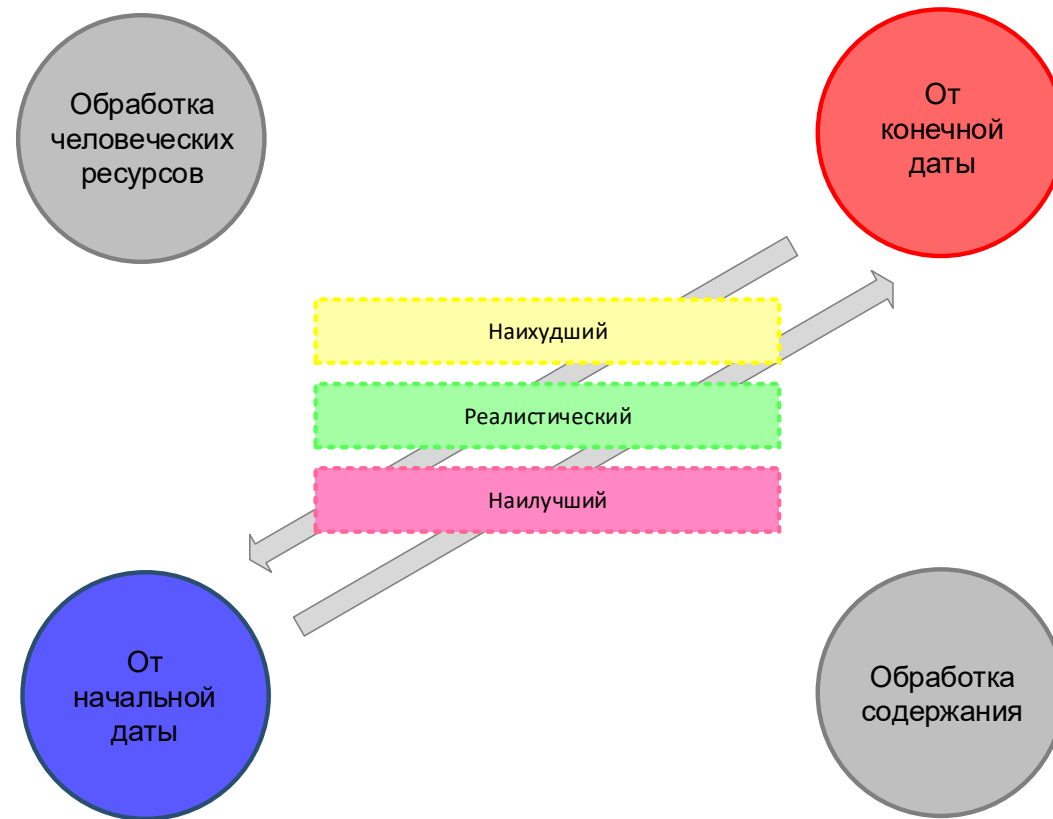 Обработка
человеческих
ресурсов
От
конечной
даты
Наихудший
Реалистический
Наилучший
От
начальной
даты
Обработка
содержания